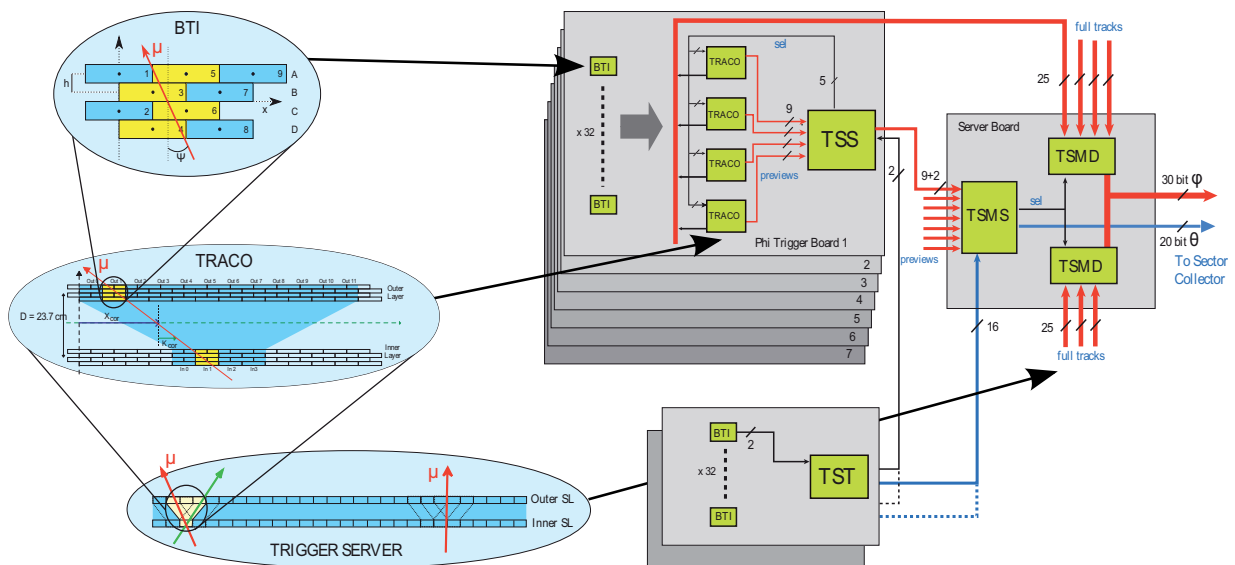 BTI
μ
h
1
5
9
A
3
7
B
x
2
6
C
4
8
D
Ψ
TRACO
μ
Out 0
Out 1
Out 2
Out 3
Out 4
Out 5
Out 6
Out 7
Out 8
Out 9
Out 10
Out 11
Outer
Layer
D = 23.7 cm
X cor
K cor
Inner
Layer
In 0
In 1
In 2
In3
μ
μ
Outer SL
Inner SL
TRIGGER SERVER
BTI
x 32
BTI
sel
TRACO
TRACO
TRACO
TRACO
5
9
TSS
previews
2
Phi Trigger Board 1
2
3
4
5
6
7
full tracks
25
Server Board
TSMD
9+2
TSMS
sel
30 bit φ
20 bit θ
previews
TSMD
To Sector
Collector
16
25
full tracks
BTI
2
x 32
TST
BTI